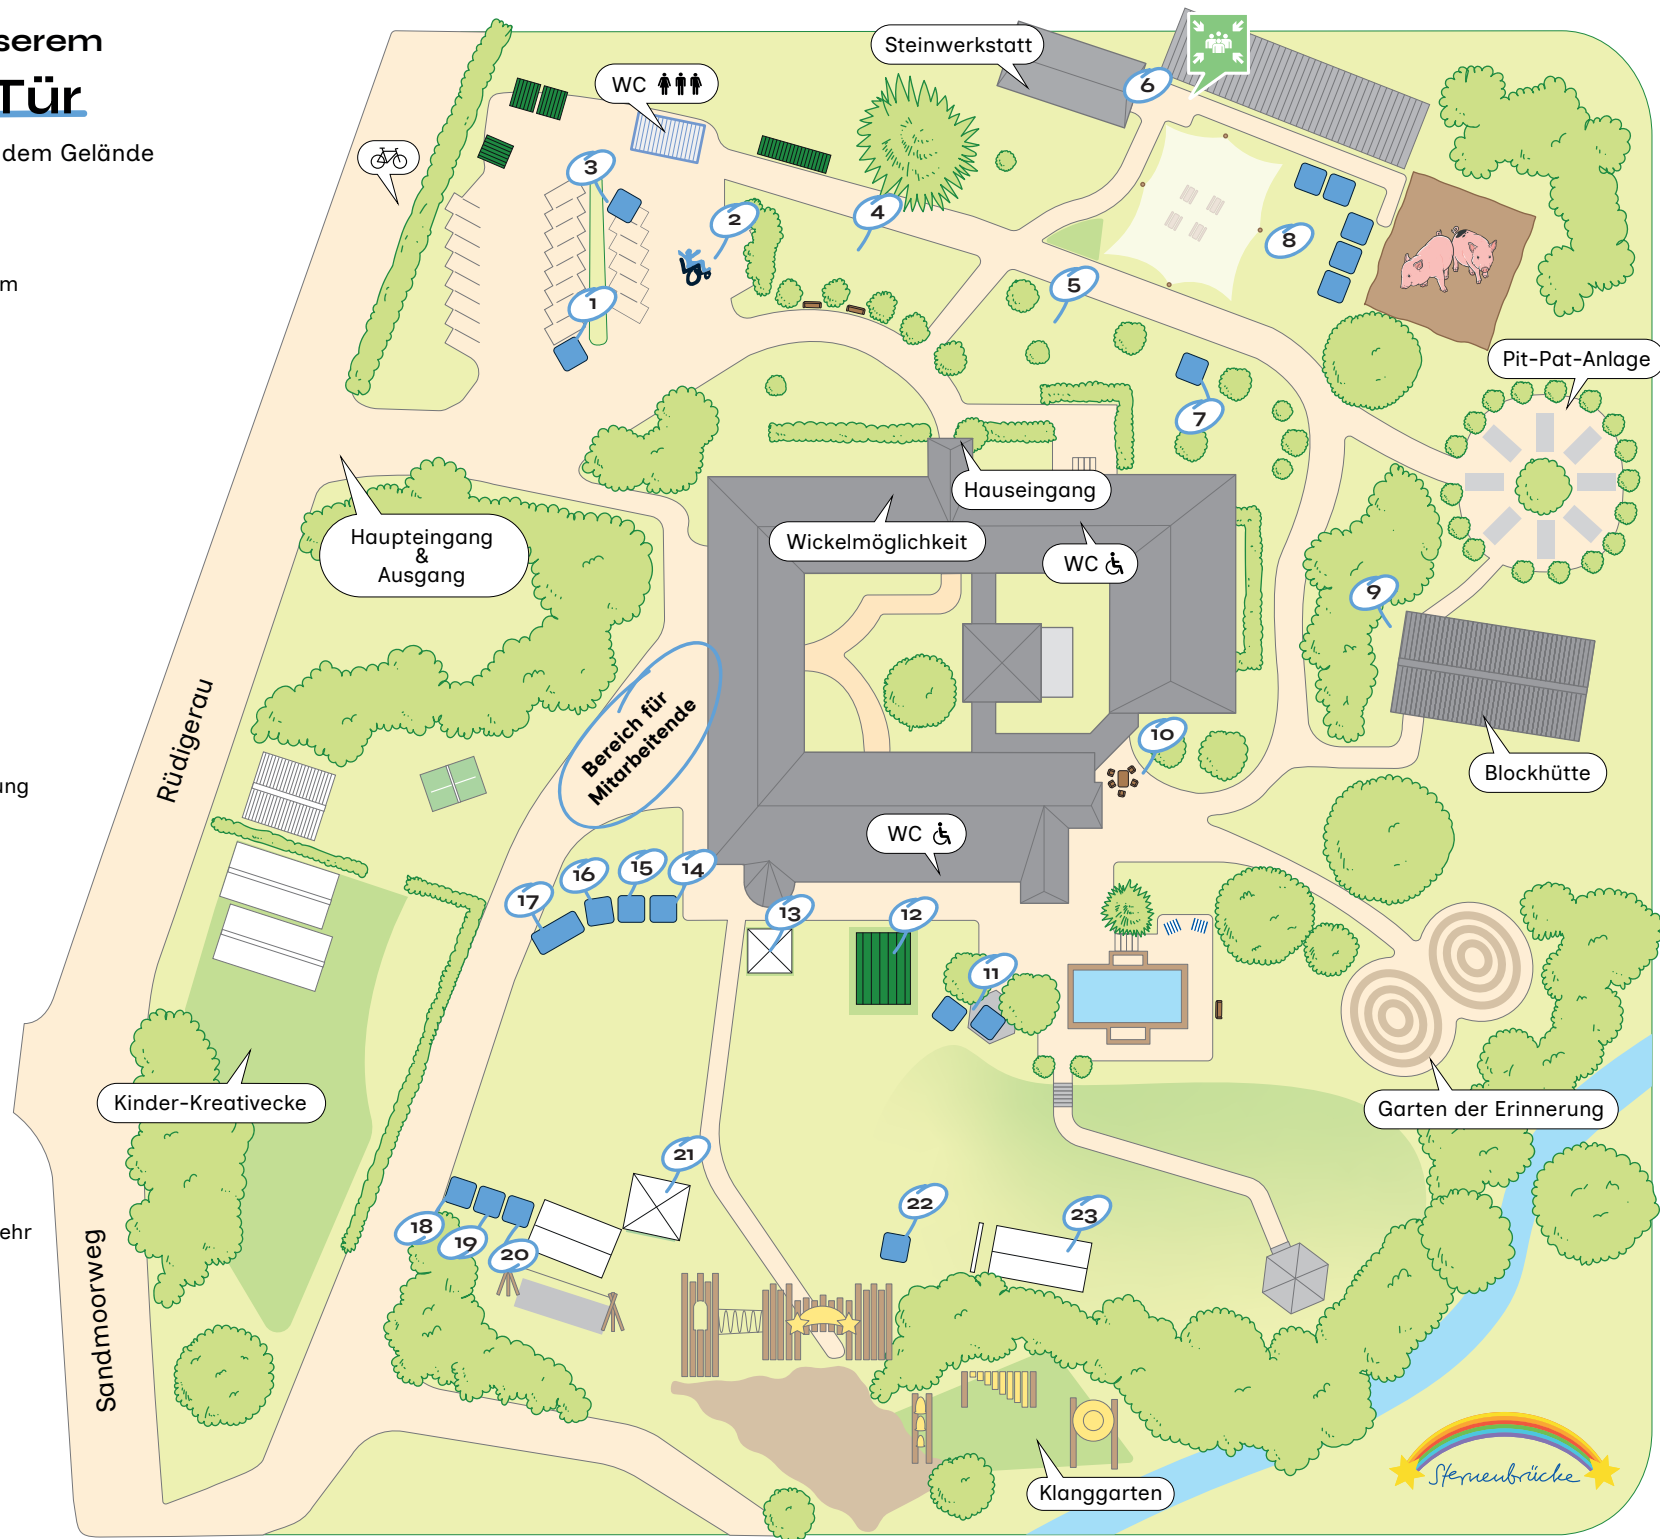 serem
Tür
dem Gelände
m
ung
ehr
Steinwerkstatt
WC
6
3
2
4
8
5
1
Pit-Pat-Anlage
7
Hauseingang
Haupteingang
&
Ausgang
Wickelmöglichkeit
WC
9
Rüdigerau
Bereich für
Mitarbeitende
10
Blockhütte
WC
17
16
15
14
13
12
11
Kinder-Kreativecke
Garten der Erinnerung
21
22
23
18
19
20
Sandmoorweg
Klanggarten
Sternenbrücke